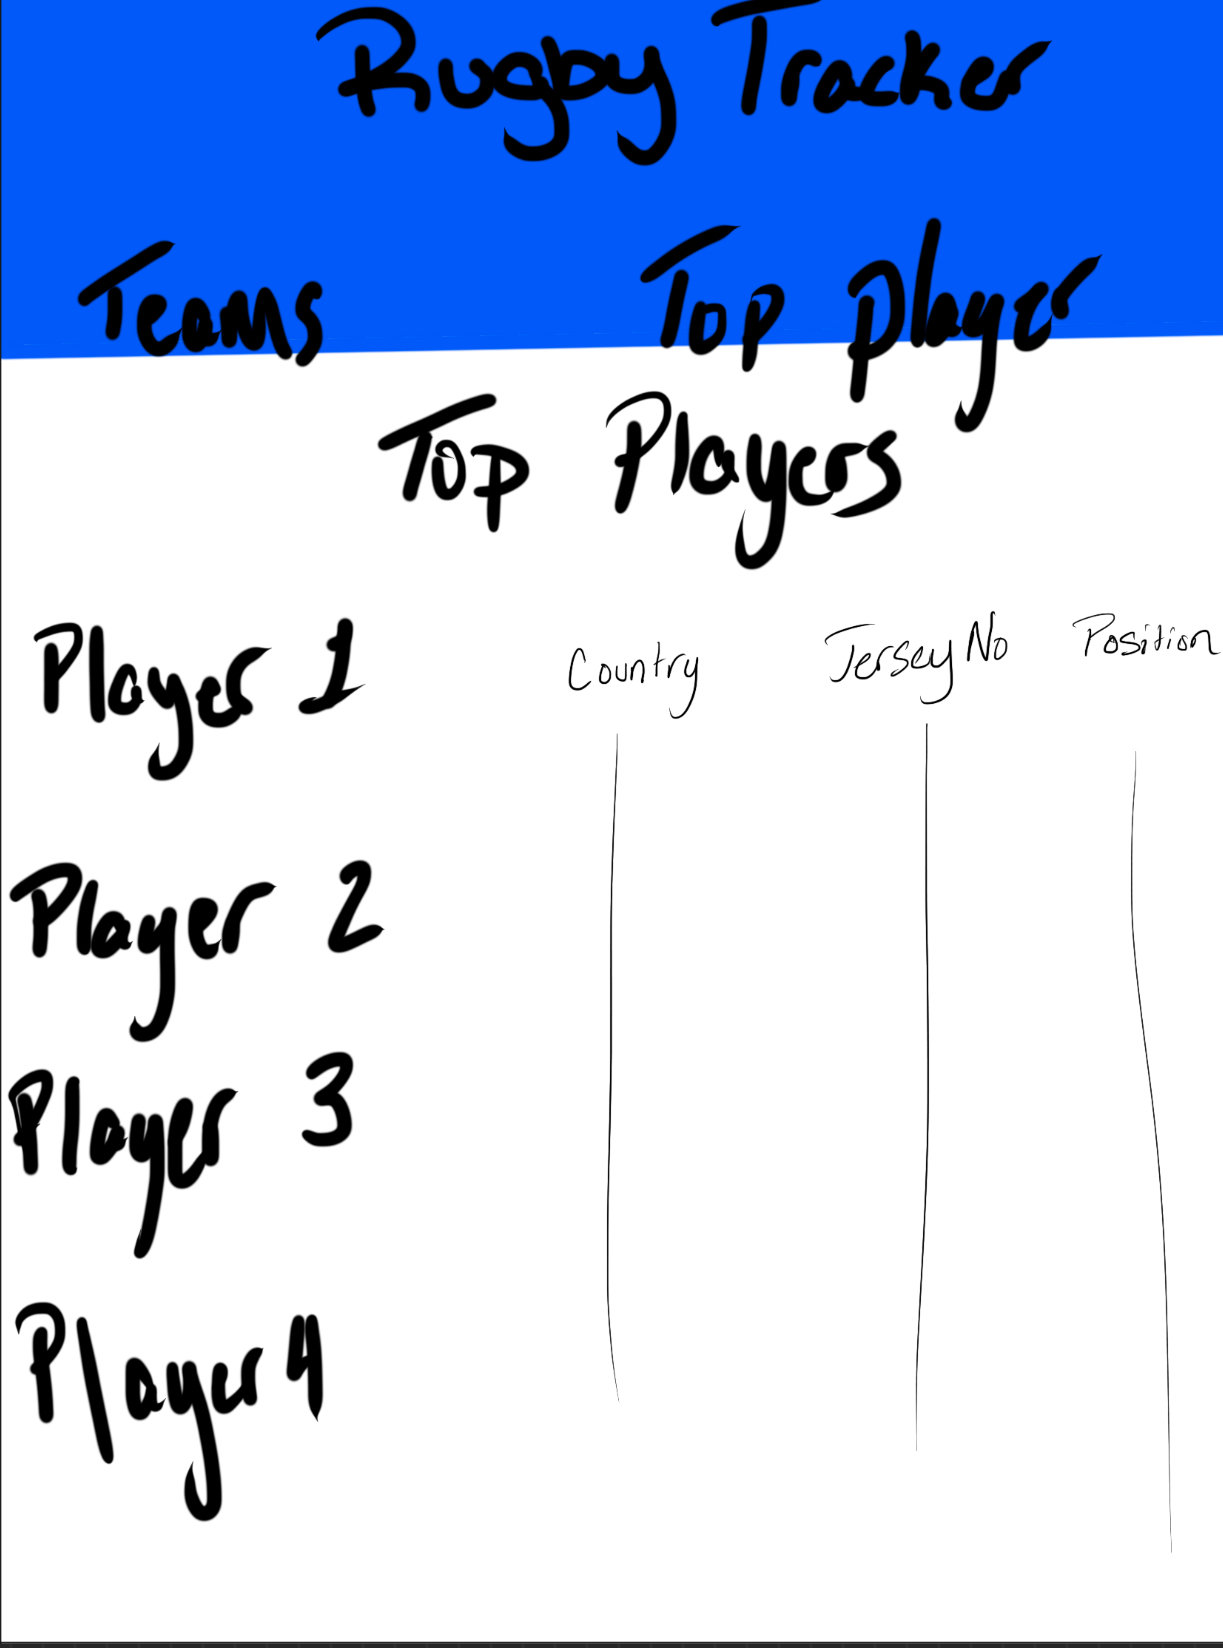 Rugby Tracker
Teams Top player
Top Players
Player 1 Country Jersey No Position
Player 2
Player 3
Player 4